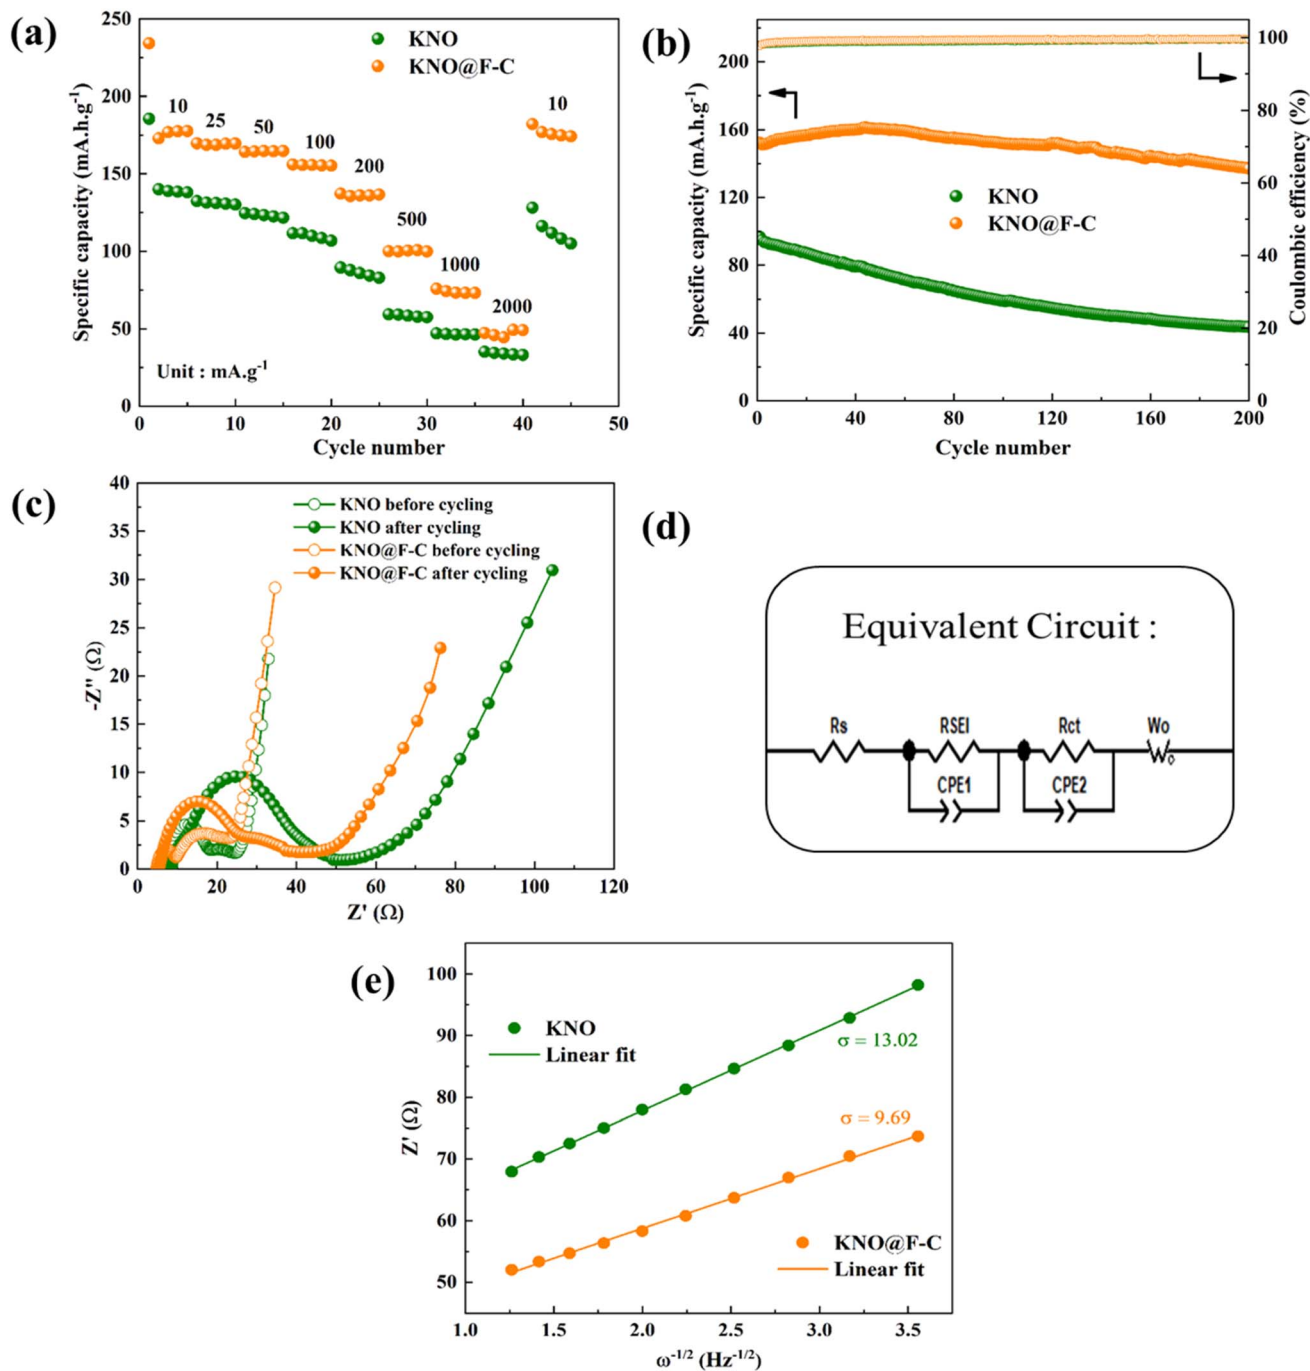 (a)
250
200
150
100
50
0
Specific capacity (mA.h.g⁻¹)
KNO
KNO@F-C
10
25
50
100
200
500
1000
2000
10
Unit : mA.g⁻¹
0 10 20 30 40 50
Cycle number
(b)
200
160
120
80
40
0
Specific capacity (mA.h.g⁻¹)
KNO
KNO@F-C
100
80
60
40
20
0
Coulombic efficiency (%)
0 40 80 120 160 200
Cycle number
(c)
40
35
30
25
20
15
10
5
0
-Z" (Ω)
KNO before cycling
KNO after cycling
KNO@F-C before cycling
KNO@F-C after cycling
0 20 40 60 80 100 120
Z' (Ω)
(d)
Equivalent Circuit :
Rs RSEI Rct Wo
CPE1 CPE2
(e)
100
90
80
70
60
50
Z' (Ω)
KNO
Linear fit
σ = 13.02
σ = 9.69
KNO@F-C
Linear fit
1.0 1.5 2.0 2.5 3.0 3.5
ω⁻¹/² (Hz⁻¹/²)